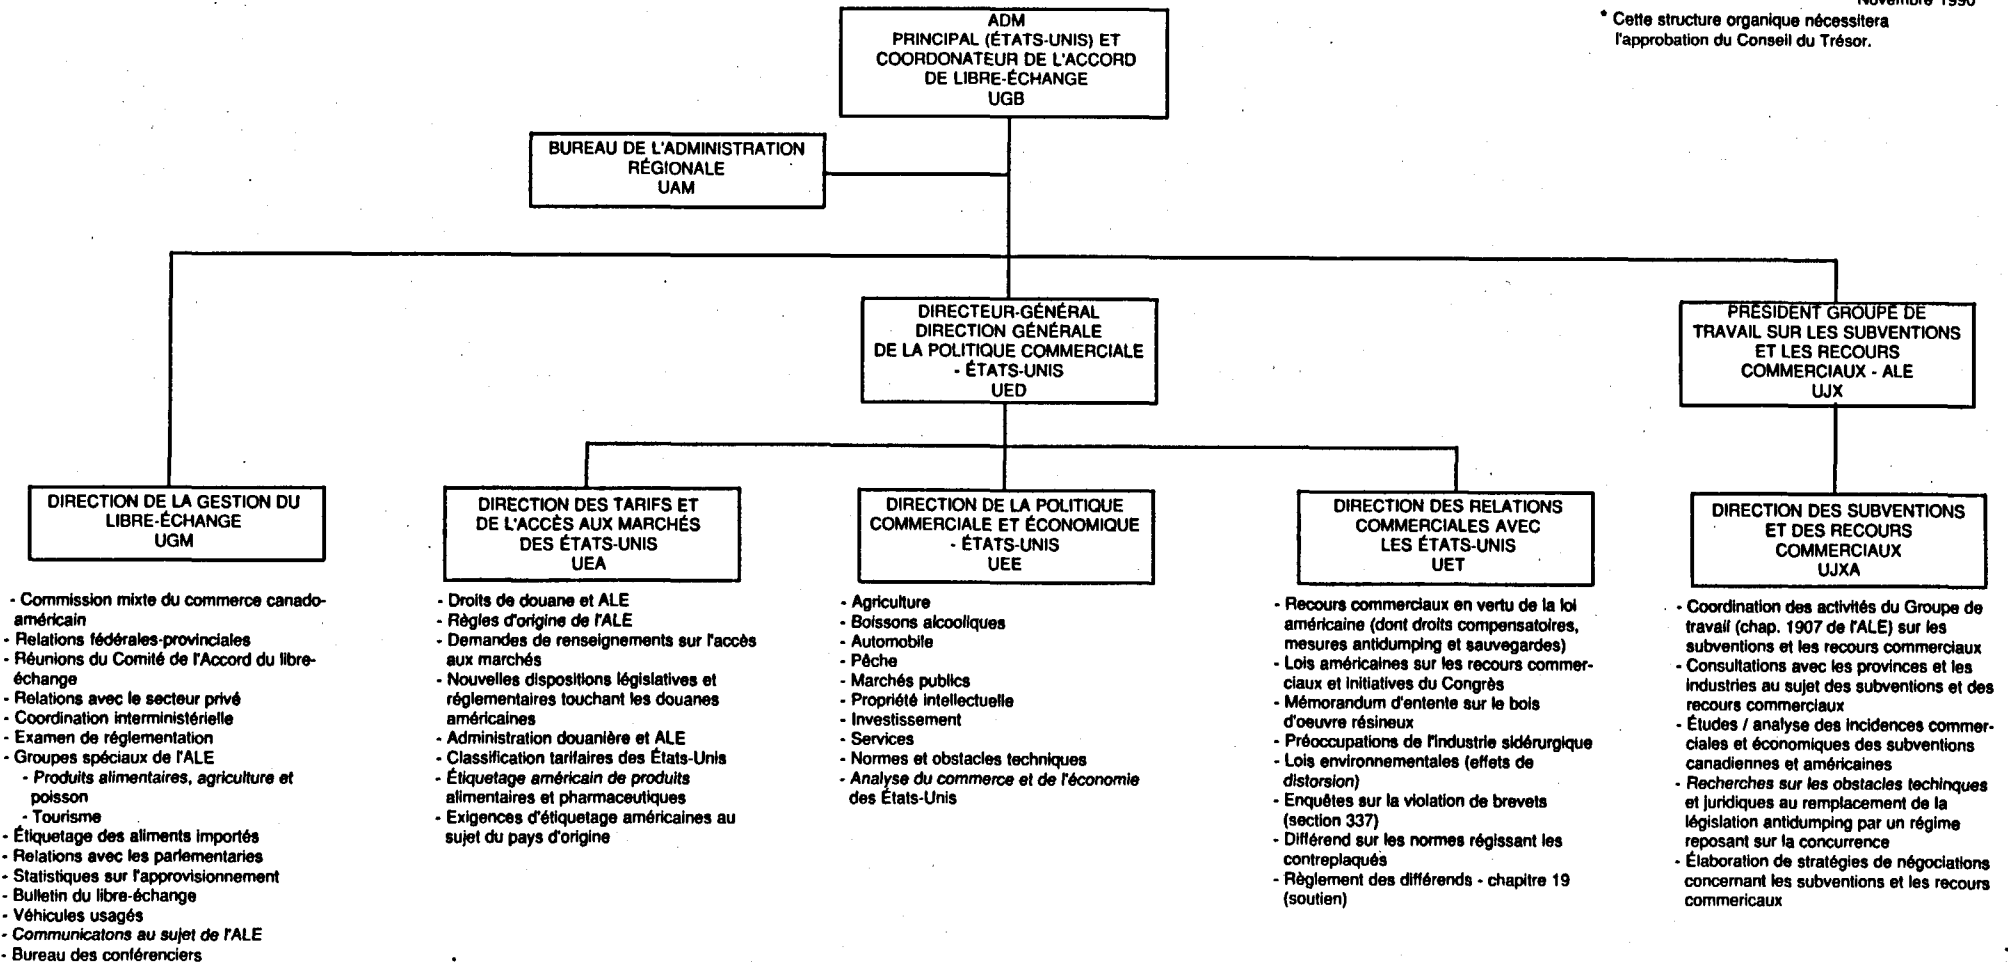 Novembre 1990
* Cette structure organique nécessitera
l'approbation du Conseil du Trésor.
ADM
PRINCIPAL (ÉTATS-UNIS) ET
COORDONATEUR DE L'ACCORD
DE LIBRE-ÉCHANGE
UGB
BUREAU DE L'ADMINISTRATION
RÉGIONALE
UAM
DIRECTEUR-GÉNÉRAL
DIRECTION GÉNÉRALE
DE LA POLITIQUE COMMERCIALE
- ÉTATS-UNIS
UED
PRÉSIDENT GROUPE DE
TRAVAIL SUR LES SUBVENTIONS
ET LES RECOURS
COMMERCIAUX - ALE
UJX
DIRECTION DE LA GESTION DU
LIBRE-ÉCHANGE
UGM
- Commission mixte du commerce canado-
américain
- Relations fédérales-provinciales
- Réunions du Comité de l'Accord du libre-
échange
- Relations avec le secteur privé
- Coordination interministérielle
- Examen de réglementation
- Groupes spéciaux de l'ALE
- Produits alimentaires, agriculture et
poisson
- Tourisme
- Étiquetage des aliments importés
- Relations avec les parlementaries
- Statistiques sur l'approvisionnement
- Bulletin du libre-échange
- Véhicules usagés
- Communicatons au sujet de l'ALE
- Bureau des conférenciers
DIRECTION DES TARIFS ET
DE L'ACCÈS AUX MARCHÉS
DES ÉTATS-UNIS
UEA
- Droits de douane et ALE
- Règles d'origine de l'ALE
- Demandes de renseignements sur l'accès
aux marchés
- Nouvelles dispositions législatives et
réglementaires touchant les douanes
américaines
- Administration douanière et ALE
- Classification tarifaires des États-Unis
- Étiquetage américain de produits
alimentaires et pharmaceutiques
- Exigences d'étiquetage américaines au
sujet du pays d'origine
DIRECTION DE LA POLITIQUE
COMMERCIALE ET ÉCONOMIQUE
- ÉTATS-UNIS
UEE
- Agriculture
- Boissons alcooliques
- Automobile
- Pêche
- Marchés publics
- Propriété intellectuelle
- Investissement
- Services
- Normes et obstacles techniques
- Analyse du commerce et de l'économie
des États-Unis
DIRECTION DES RELATIONS
COMMERCIALES AVEC
LES ÉTATS-UNIS
UET
- Recours commerciaux en vertu de la loi
américaine (dont droits compensatoires,
mesures antidumping et sauvegardes)
- Lois américaines sur les recours commer-
ciaux et initiatives du Congrès
- Mémorandum d'entente sur le bois
d'oeuvre résineux
- Préoccupations de l'industrie sidérurgique
- Lois environnementales (effets de
distorsion)
- Enquêtes sur la violation de brevets
(section 337)
- Différend sur les normes régissant les
contreplaqués
- Règlement des différends - chapitre 19
(soutien)
DIRECTION DES SUBVENTIONS
ET DES RECOURS
COMMERCIAUX
UJXA
- Coordination des activités du Groupe de
travail (chap. 1907 de l'ALE) sur les
subventions et les recours commerciaux
- Consultations avec les provinces et les
industries au sujet des subventions et des
recours commerciaux
- Études / analyse des incidences commer-
ciales et économiques des subventions
canadiennes et américaines
- Recherches sur les obstacles techinques
et juridiques au remplacement de la
législation antidumping par un régime
reposant sur la concurrence
- Élaboration de stratégies de négociations
concernant les subventions et les recours
commericaux